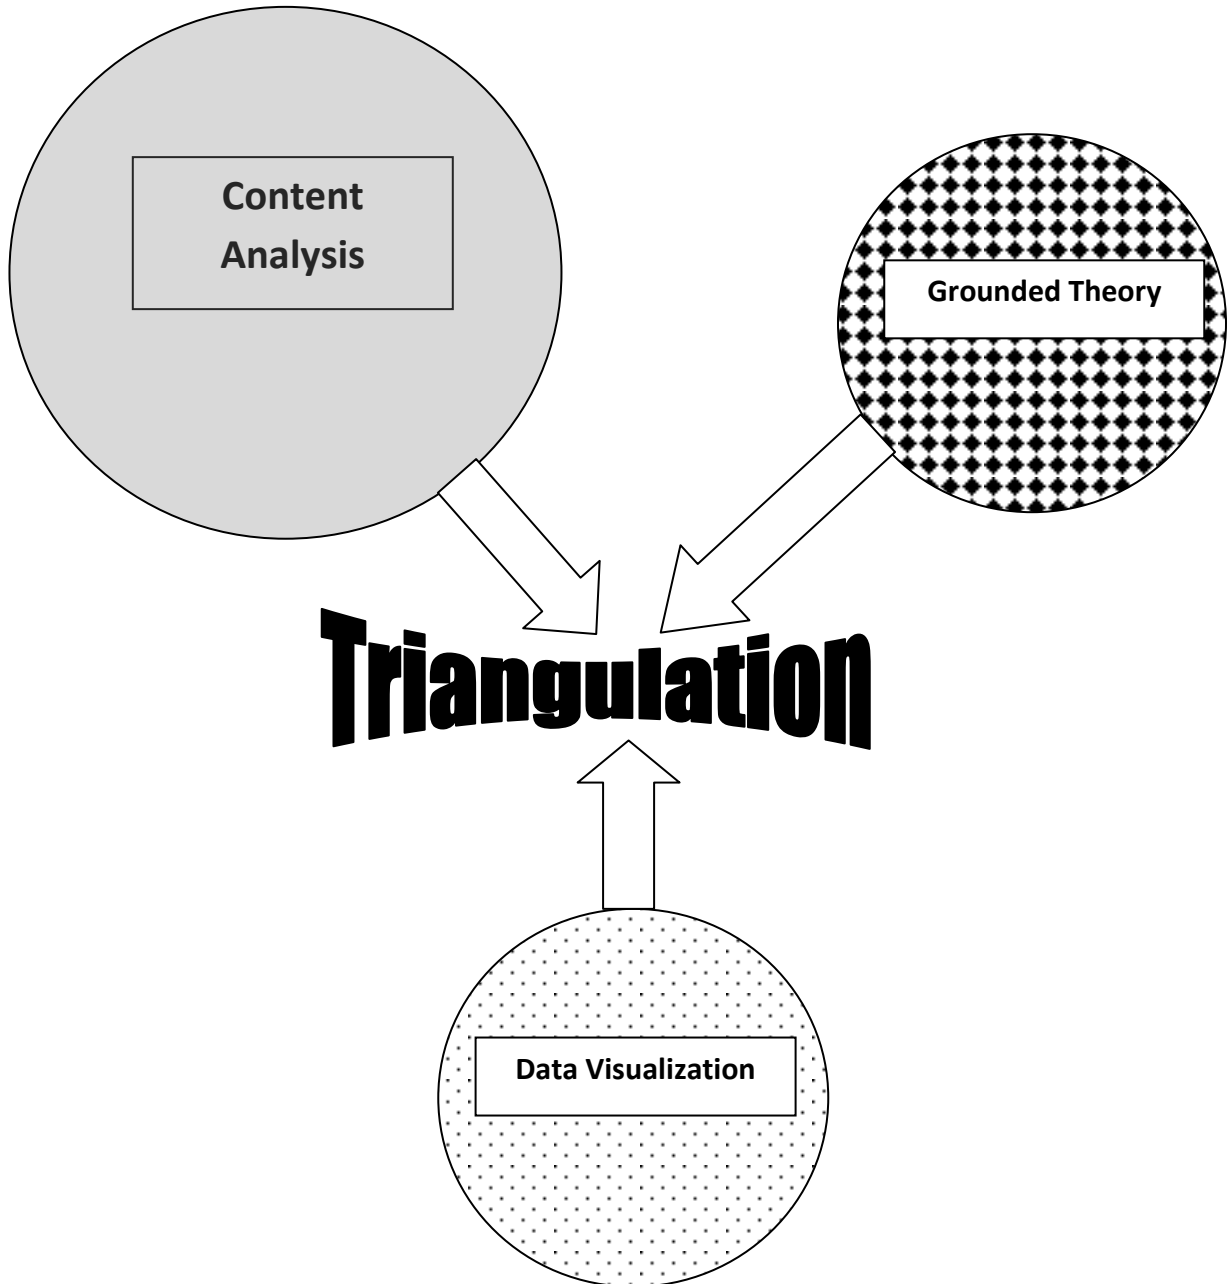 Content
Analysis
Grounded Theory
Triangulation
Data Visualization